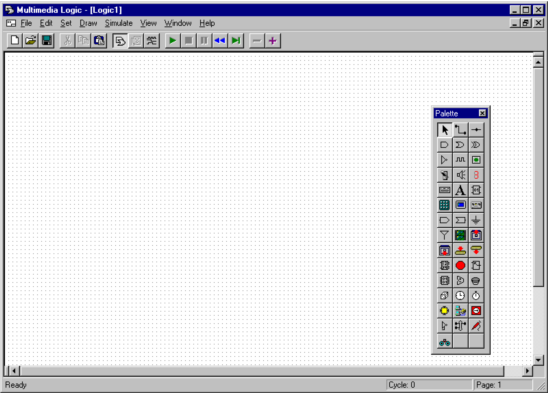 Multimedia Logic - [Logic1]
File Edit Set Draw Simulate View Window Help
Palette
A
Ready Cycle: 0 Page: 1